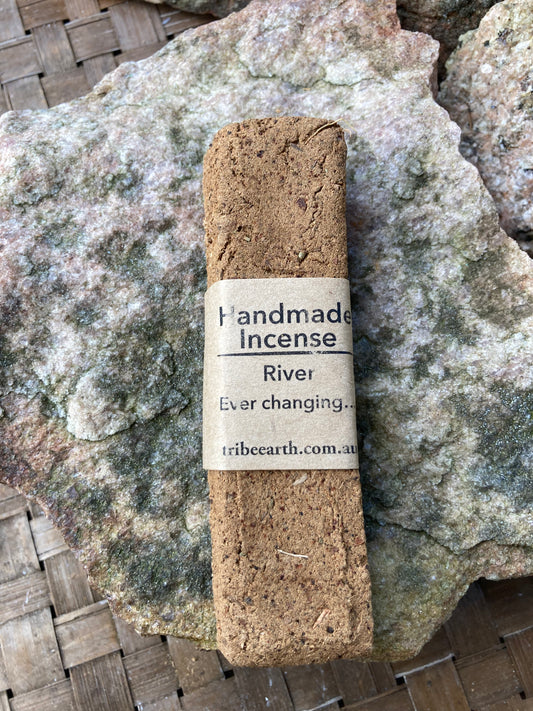 Handmade
Incense
River
Ever changing...
tribeearth.com.au